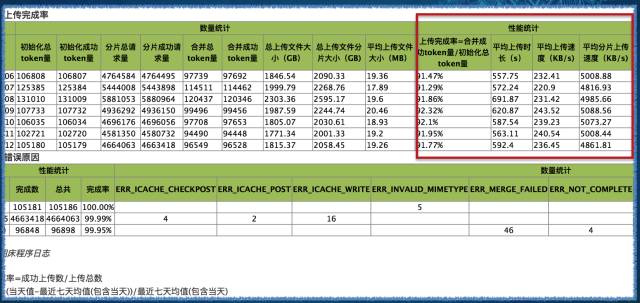 上传完成率
数量统计 性能统计
初始化总token量 初始化成功token量 分片总请求量 分片成功请求量 合并总token量 合并成功token量 总上传文件大小（GB） 总上传文件分片大小（GB） 平均上传文件大小（MB） 上传完成率=合并成功token量/初始化总token量 平均上传时长（s） 平均上传速度（KB/s） 平均分片上传速度（KB/s）
06 106808 106807 4764584 4764495 97739 97692 1846.54 2090.33 19.36 91.47% 557.75 232.41 5008.88
07 125385 125384 5444008 5443898 114511 114462 1999.79 2268.76 17.89 91.29% 572.24 220.9 4816.93
08 131010 131009 5881053 5880964 120437 120346 2303.36 2595.17 19.6 91.86% 691.87 231.42 4985.66
09 107733 107732 4936292 4936150 99496 99456 1987.59 2244.74 20.46 92.32% 620.87 243.52 5088.56
10 106035 106034 4696176 4696056 97708 97653 1805.07 2030.61 18.93 92.1% 587.54 239.23 5073.27
11 102721 102720 4581350 4580732 94490 94448 1771.34 2001.33 19.2 91.95% 563.11 240.54 5008.44
12 105180 105179 4664063 4663418 96549 96528 1815.37 2058.45 19.26 91.77% 592.4 236.45 4861.81
错误原因
性能统计 数量统计
完成数 总共 完成率 ERR_ICACHE_CHECKPOST ERR_ICACHE_POST ERR_ICACHE_WRITE ERR_INVALID_MIMETYPE ERR_MERGE_FAILED ERR_NOT_COMPLETE
105181 105186 100.00% 5
4663418 4664063 99.99% 4 2 16
96848 96898 99.95% 46 4
床程序日志
率=成功上传数/上传总数
(当天值-最近七天均值(包含当天))/最近七天均值(包含当天)